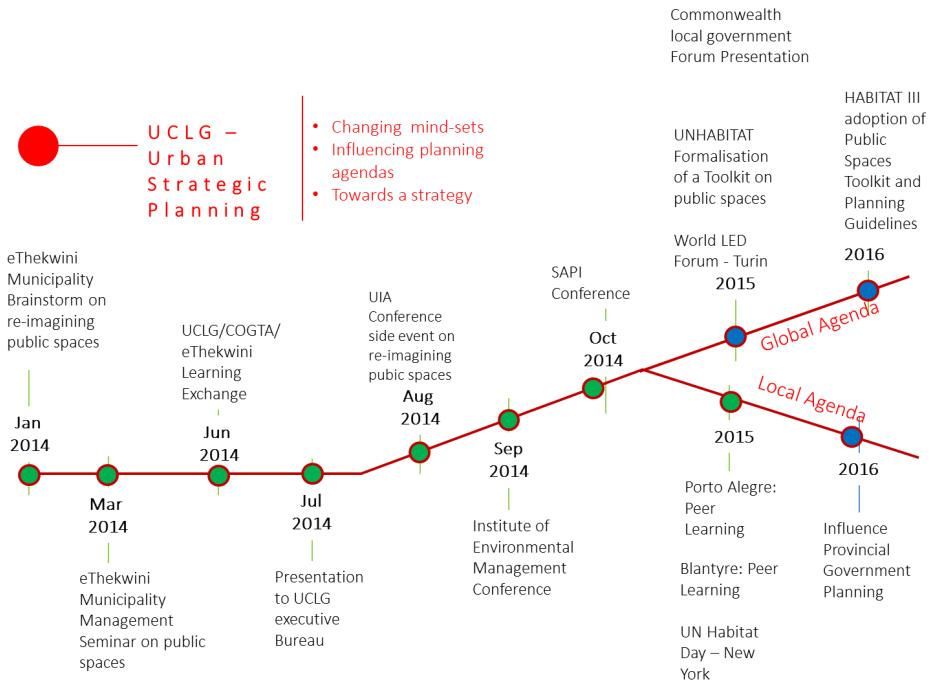 Commonwealth
local government
Forum Presentation
UCLG –
Urban
Strategic
Planning
• Changing mind-sets
• Influencing planning
agendas
• Towards a strategy
UNHABITAT
Formalisation
of a Toolkit on
public spaces
World LED
Forum - Turin
2015
HABITAT III
adoption of
Public
Spaces
Toolkit and
Planning
Guidelines
2016
eThekwini
Municipality
Brainstorm on
re-imagining
public spaces
Jan
2014
Mar
2014
eThekwini
Municipality
Management
Seminar on public
spaces
UCLG/COGTA/
eThekwini
Learning
Exchange
Jun
2014
Jul
2014
Presentation
to UCLG
executive
Bureau
UIA
Conference
side event on
re-imagining
pubic spaces
Aug
2014
Sep
2014
Institute of
Environmental
Management
Conference
SAPI
Conference
Oct
2014
Global Agenda
Local Agenda
2015
Porto Alegre:
Peer
Learning
Blantyre: Peer
Learning
UN Habitat
Day – New
York
2016
Influence
Provincial
Government
Planning